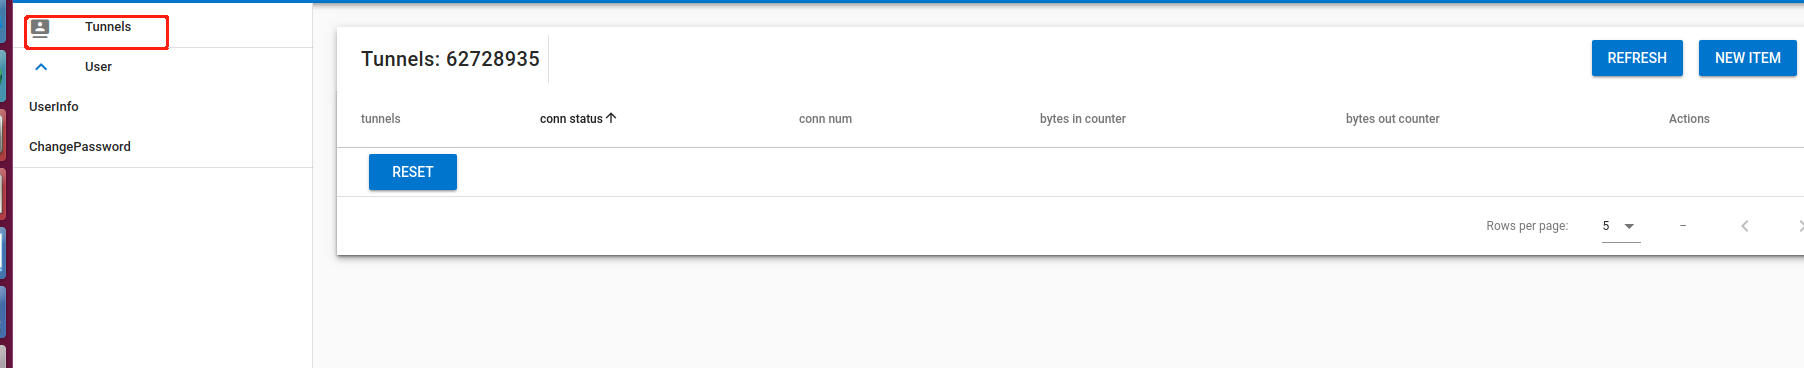 Tunnels
User
UserInfo
ChangePassword
Tunnels: 62728935
REFRESH
NEW ITEM
tunnels
conn status
conn num
bytes in counter
bytes out counter
Actions
RESET
Rows per page:
5
–